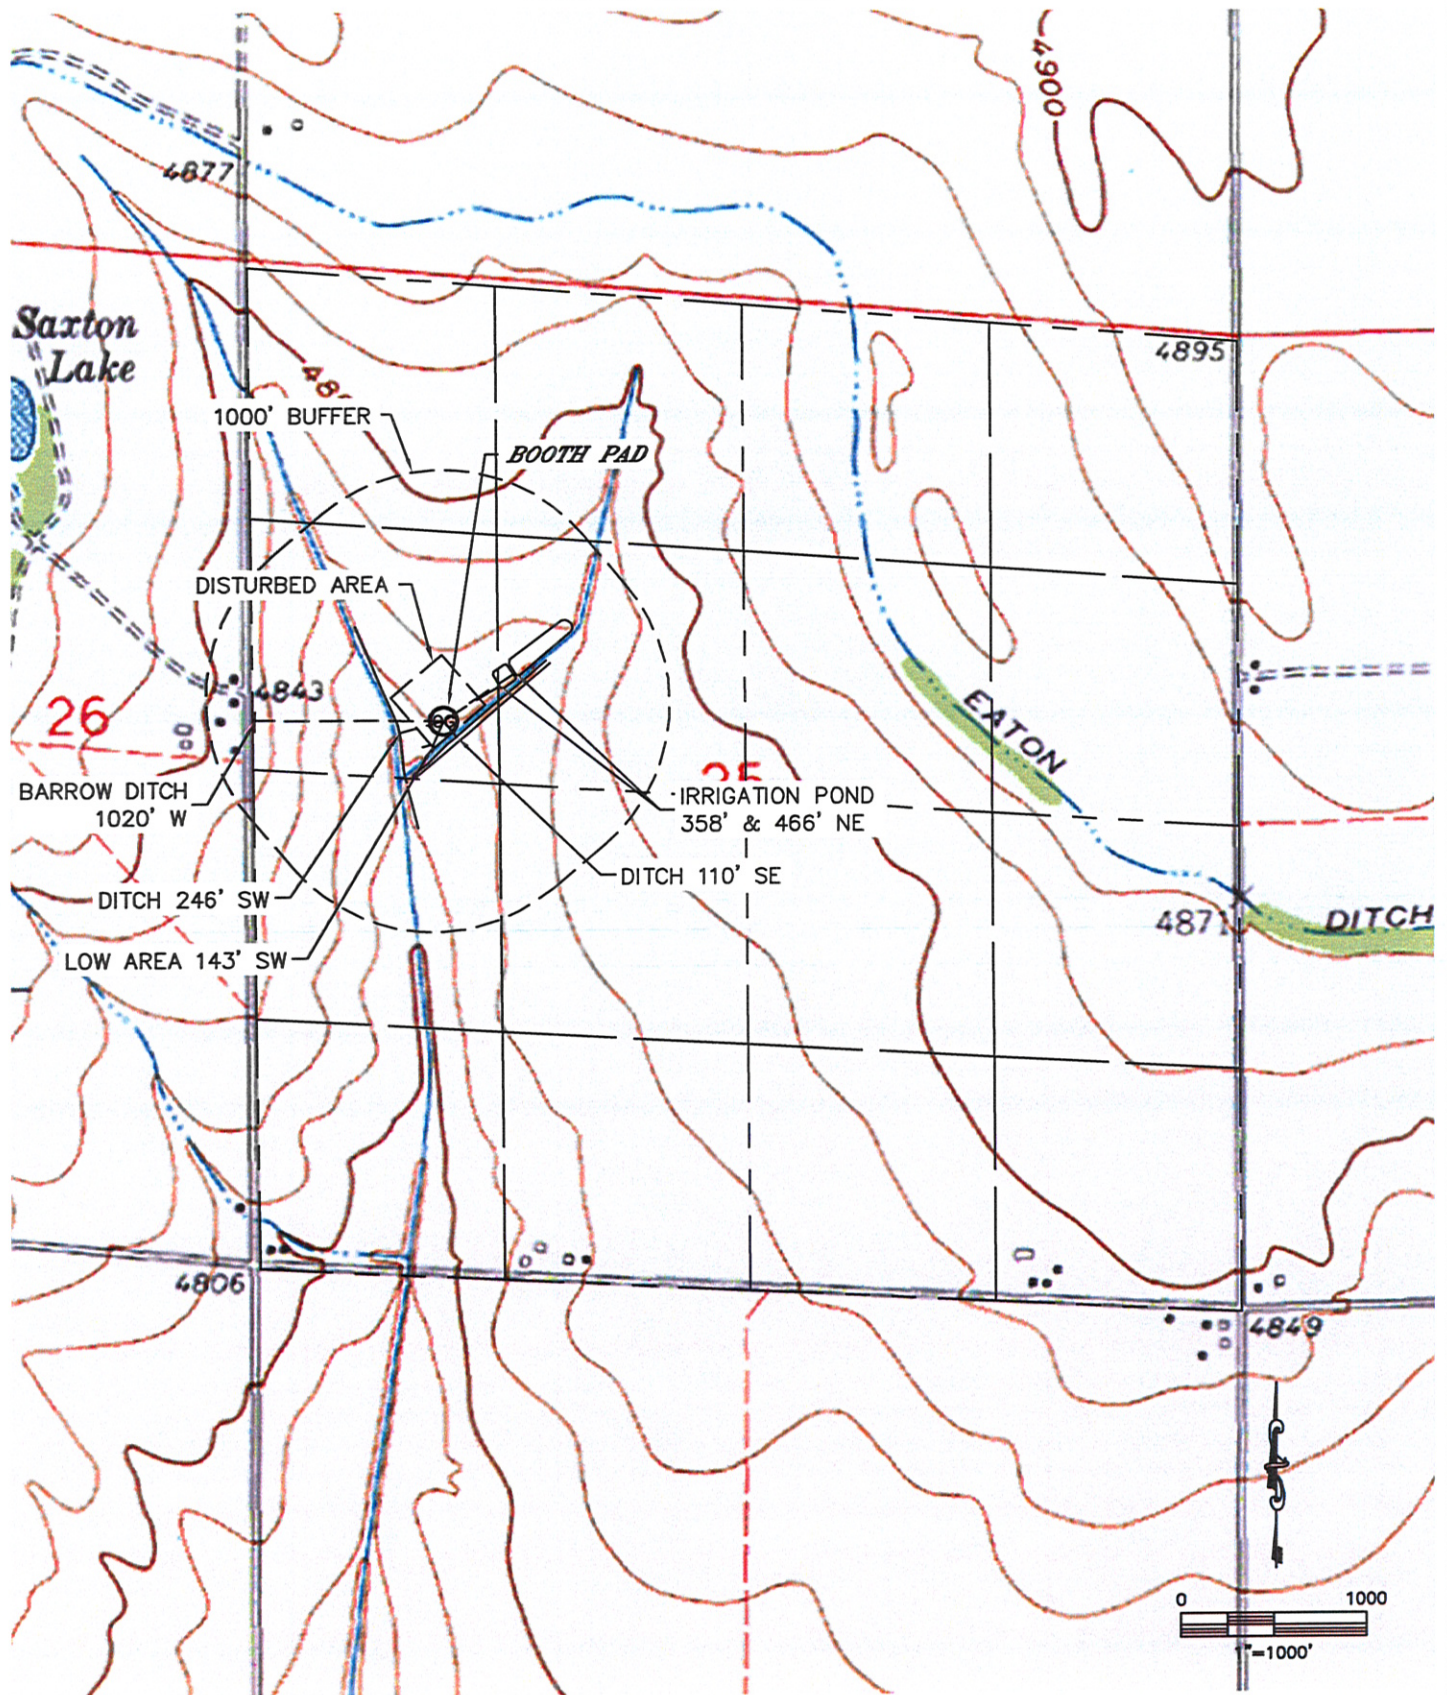 4900
4877
Saxton
Lake
4895
48
1000' BUFFER
BOOTH PAD
DISTURBED AREA
4843
26
25
EATON
BARROW DITCH
1020' W
IRRIGATION POND
358' & 466' NE
DITCH 110' SE
DITCH 246' SW
4871
DITCH
LOW AREA 143' SW
4806
4849
0 1000
1"=1000'